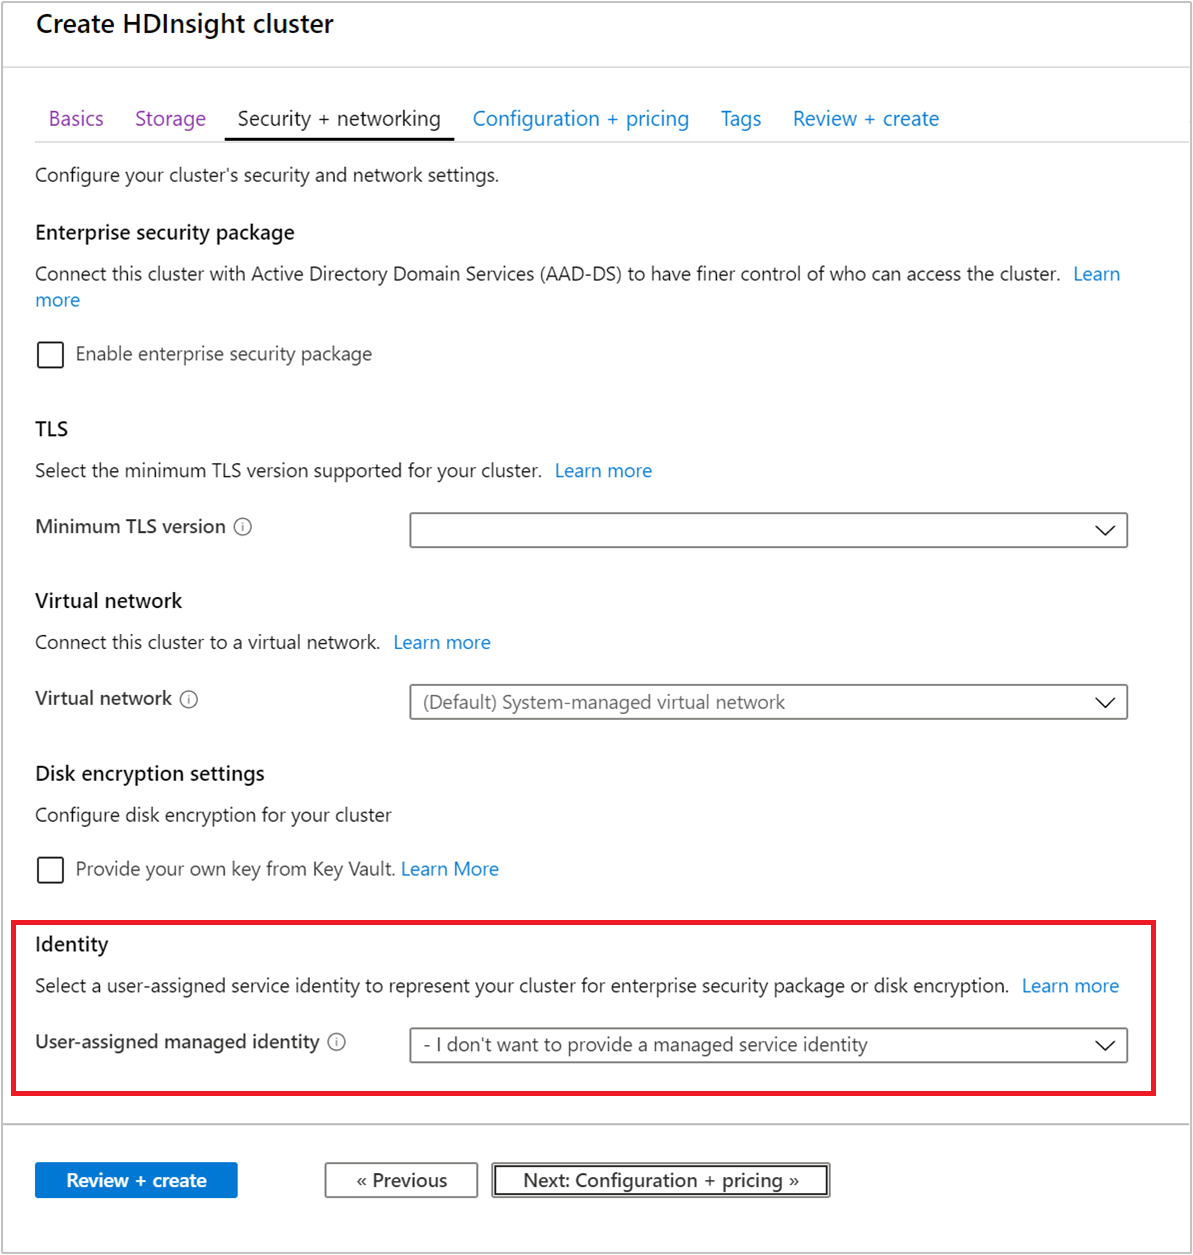 Create HDInsight cluster
Basics Storage Security + networking Configuration + pricing Tags Review + create
Configure your cluster's security and network settings.
Enterprise security package
Connect this cluster with Active Directory Domain Services (AAD-DS) to have finer control of who can access the cluster. Learn
more
Enable enterprise security package
TLS
Select the minimum TLS version supported for your cluster. Learn more
Minimum TLS version
Virtual network
Connect this cluster to a virtual network. Learn more
Virtual network (Default) System-managed virtual network
Disk encryption settings
Configure disk encryption for your cluster
Provide your own key from Key Vault. Learn More
Identity
Select a user-assigned service identity to represent your cluster for enterprise security package or disk encryption. Learn more
User-assigned managed identity - I don't want to provide a managed service identity
Review + create « Previous Next: Configuration + pricing »